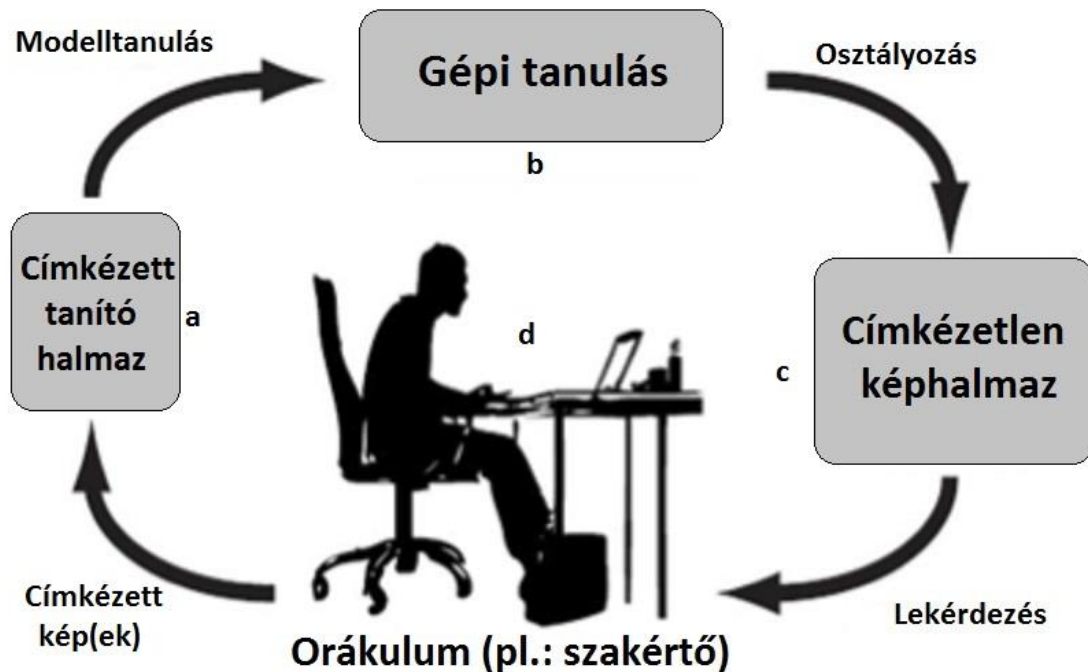 Modelltanulás
Gépi tanulás
Osztályozás
b
Címkézett
tanító
halmaz
a
d
c
Címkézetlen
képhalmaz
Címkézett
kép(ek)
Lekérdezés
Orákulum (pl.: szakértő)